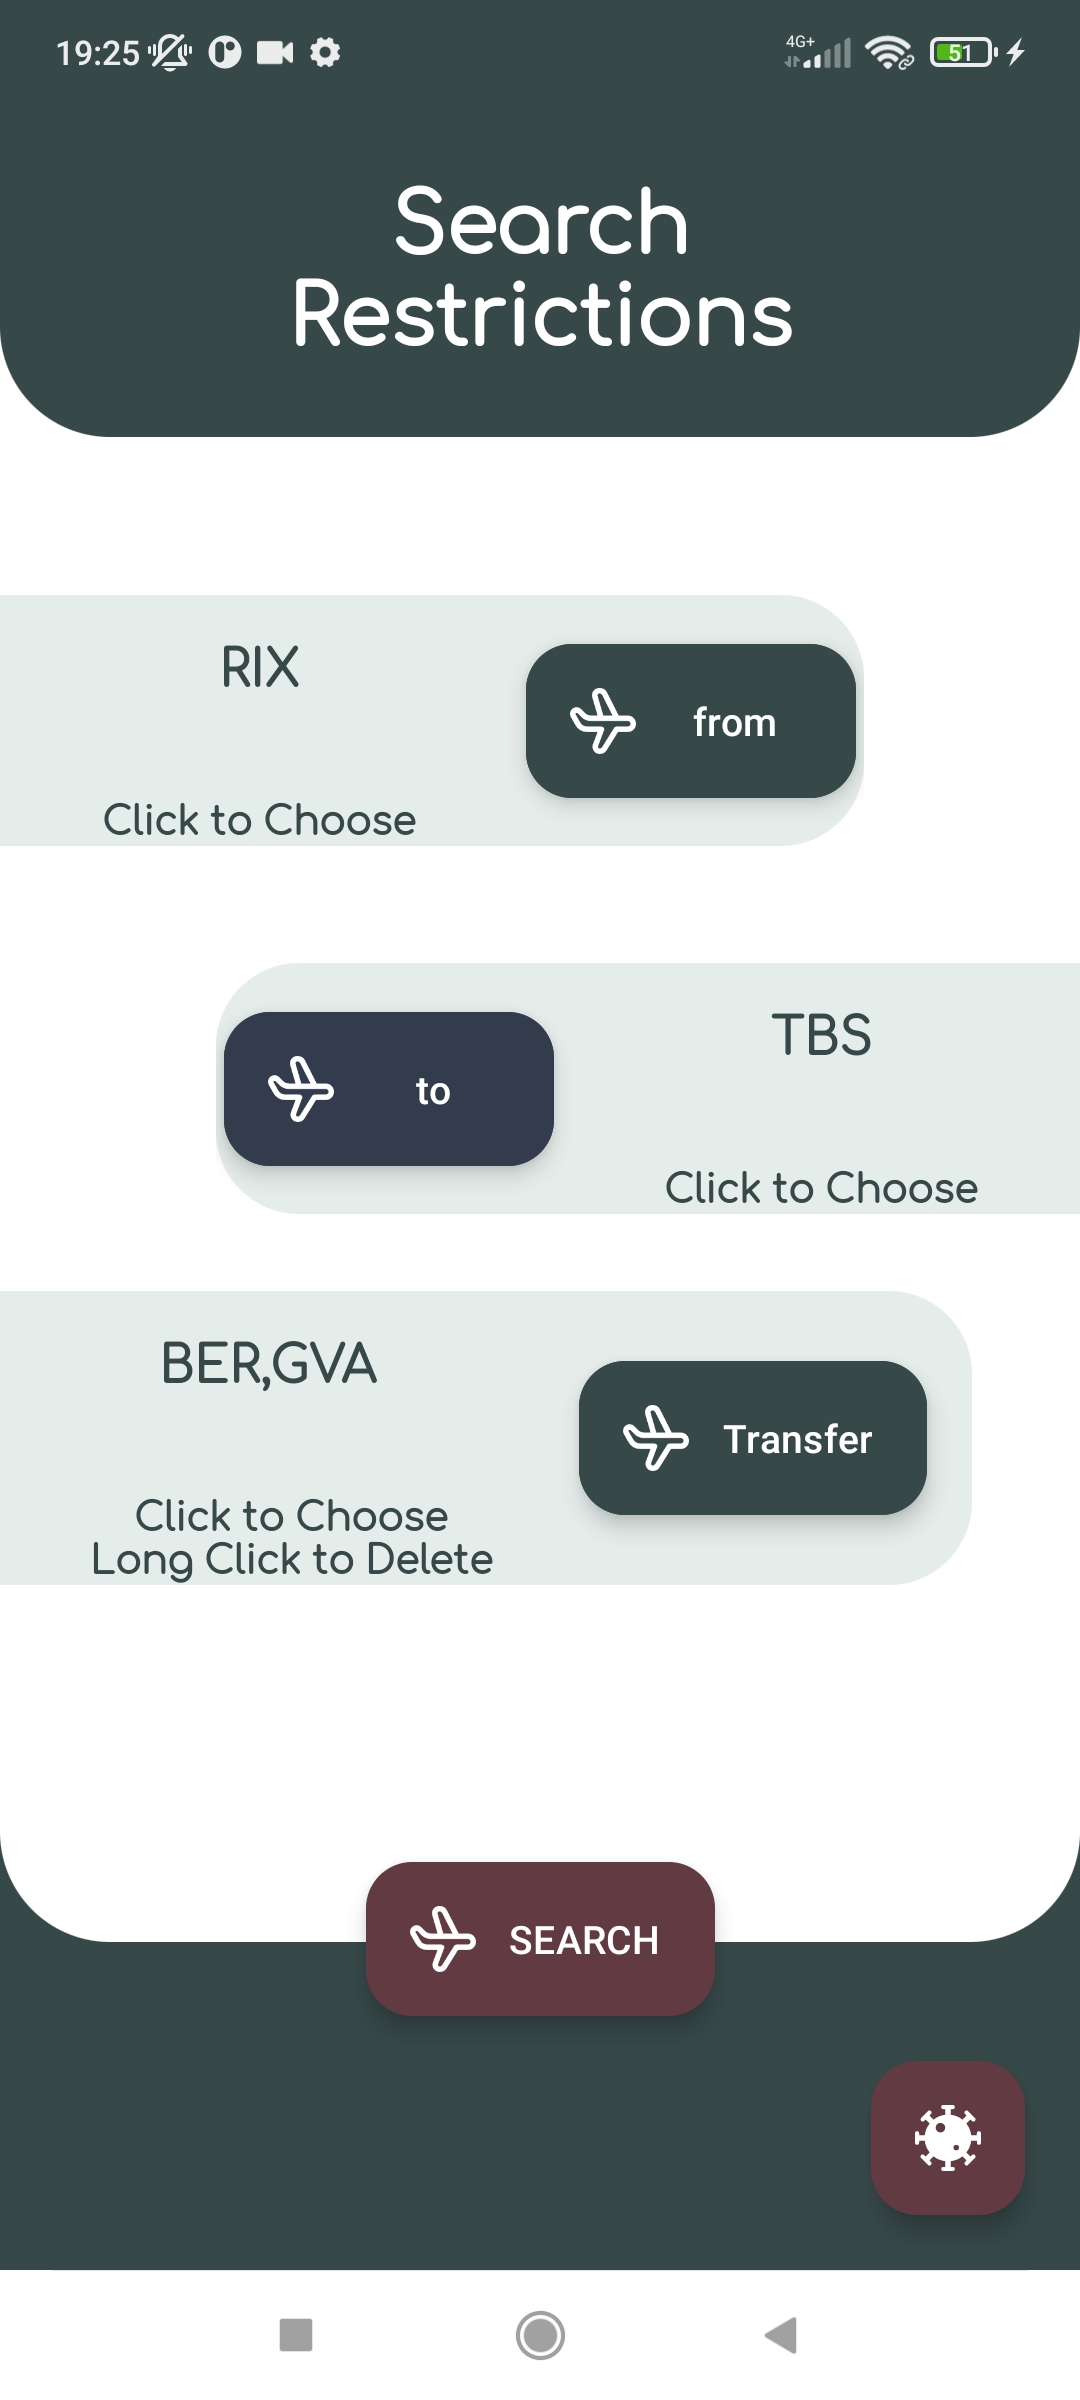 19:25
4G+
51
Search
Restrictions
RIX
from
Click to Choose
to
TBS
Click to Choose
BER,GVA
Transfer
Click to Choose
Long Click to Delete
SEARCH